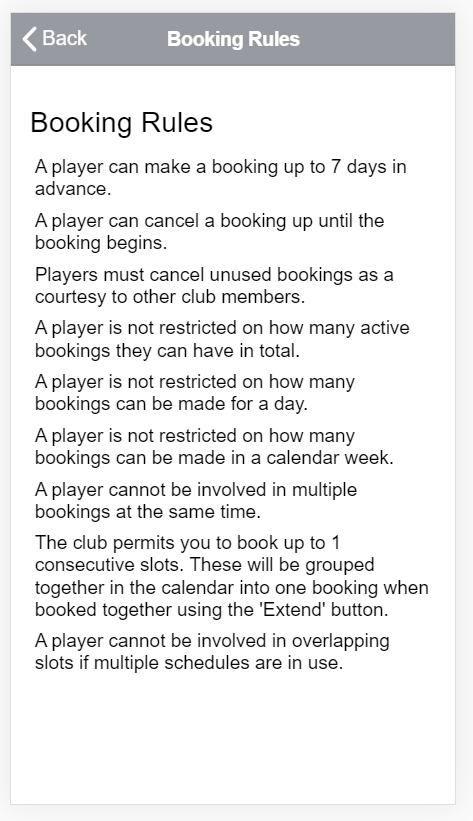 Back
Booking Rules
Booking Rules
A player can make a booking up to 7 days in
advance.
A player can cancel a booking up until the
booking begins.
Players must cancel unused bookings as a
courtesy to other club members.
A player is not restricted on how many active
bookings they can have in total.
A player is not restricted on how many
bookings can be made for a day.
A player is not restricted on how many
bookings can be made in a calendar week.
A player cannot be involved in multiple
bookings at the same time.
The club permits you to book up to 1
consecutive slots. These will be grouped
together in the calendar into one booking when
booked together using the 'Extend' button.
A player cannot be involved in overlapping
slots if multiple schedules are in use.